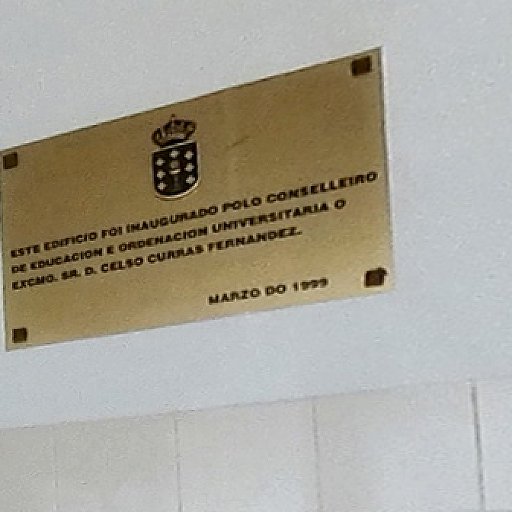 ESTE EDIFICIO FOI INAUGURADO POLO CONSELLEIRO
DE EDUCACION E ORDENACION UNIVERSITARIA O
EXCMO. SR. D. CELSO CURRAS FERNANDEZ.
MARZO DO 1999